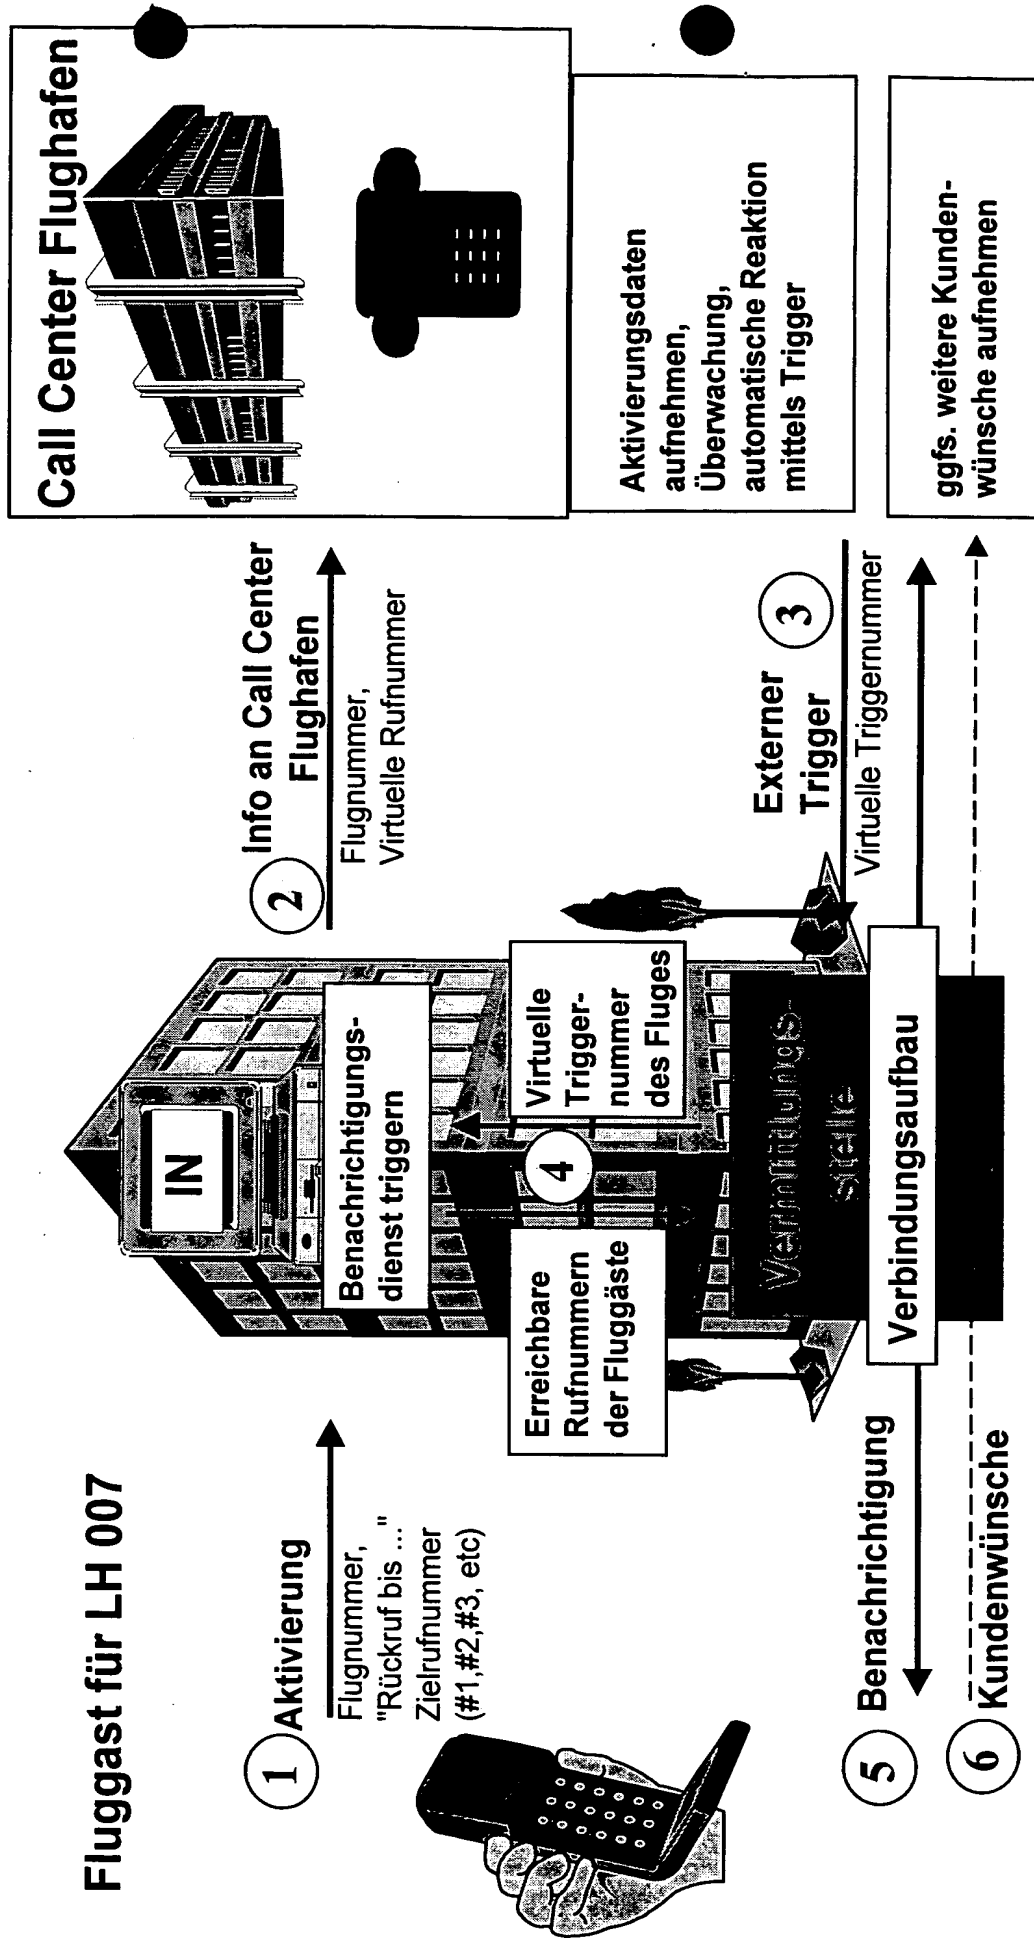 Fluggast für LH 007
1
Aktivierung
Flugnummer,
"Rückruf bis ..."
Zielrufnummer
(#1,#2,#3, etc)
IN
Benachrichtigungs-
dienst triggern
Erreichbare
Rufnummern
der Fluggäste
4
Virtuelle
Trigger-
nummer
des Fluges
Vermittlungs-
stelle
Verbindungsaufbau
2
Info an Call Center
Flughafen
Flugnummer,
Virtuelle Rufnummer
Externer
Trigger
3
Virtuelle Triggernummer
Call Center Flughafen
Aktivierungsdaten
aufnehmen,
Überwachung,
automatische Reaktion
mittels Trigger
ggfs. weitere Kunden-
wünsche aufnehmen
5
Benachrichtigung
6
Kundenwünsche